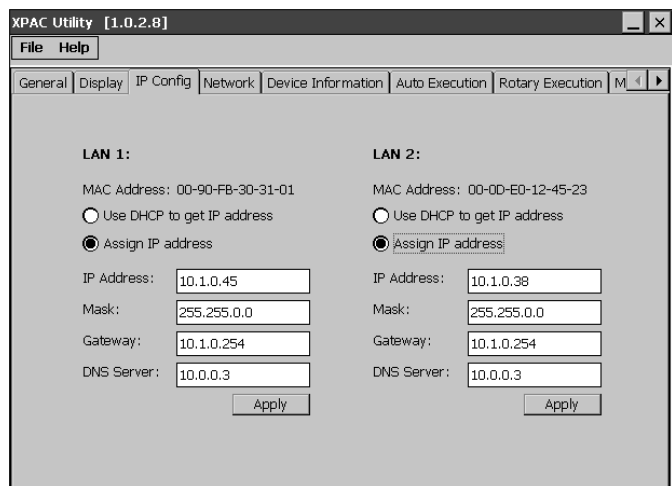 XPAC Utility [1.0.2.8]
File Help
General Display IP Config Network Device Information Auto Execution Rotary Execution M
LAN 1:
MAC Address: 00-90-FB-30-31-01
Use DHCP to get IP address
Assign IP address
IP Address: 10.1.0.45
Mask: 255.255.0.0
Gateway: 10.1.0.254
DNS Server: 10.0.0.3
Apply
LAN 2:
MAC Address: 00-0D-E0-12-45-23
Use DHCP to get IP address
Assign IP address
IP Address: 10.1.0.38
Mask: 255.255.0.0
Gateway: 10.1.0.254
DNS Server: 10.0.0.3
Apply